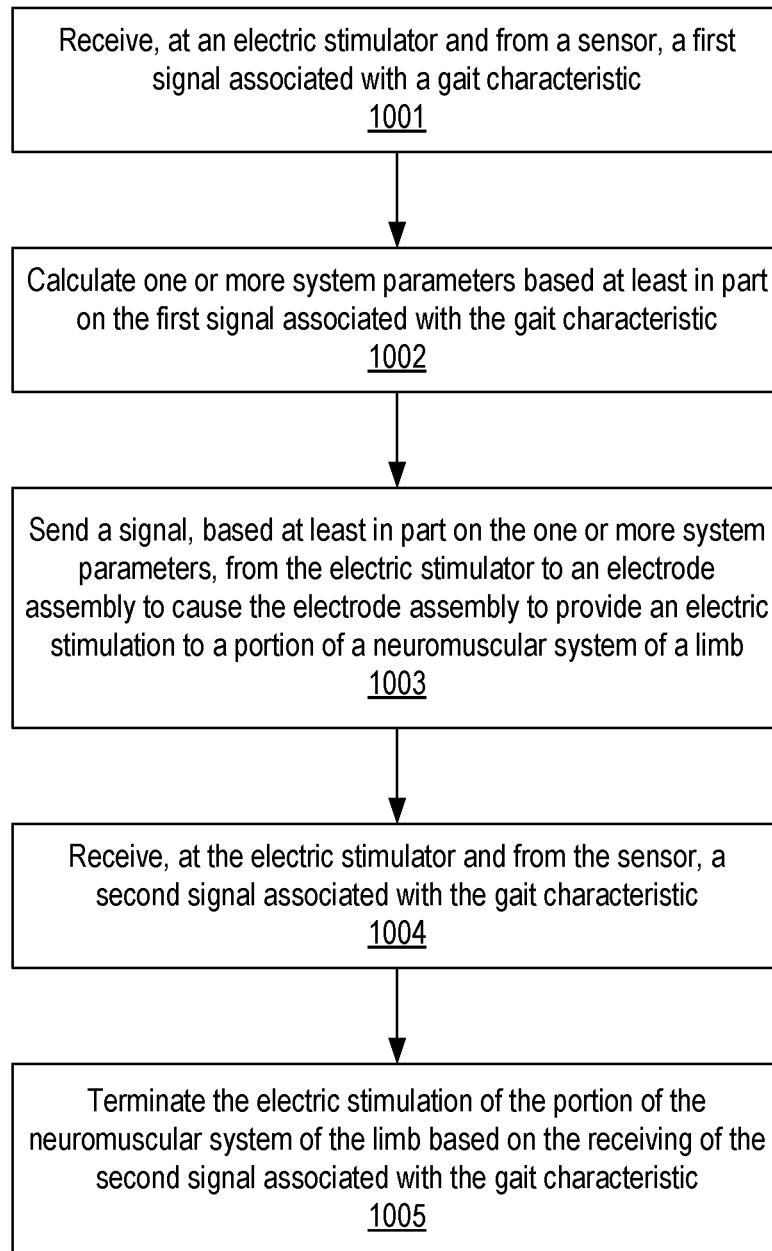 Receive, at an electric stimulator and from a sensor, a first
signal associated with a gait characteristic
1001
Calculate one or more system parameters based at least in part
on the first signal associated with the gait characteristic
1002
Send a signal, based at least in part on the one or more system
parameters, from the electric stimulator to an electrode
assembly to cause the electrode assembly to provide an electric
stimulation to a portion of a neuromuscular system of a limb
1003
Receive, at the electric stimulator and from the sensor, a
second signal associated with the gait characteristic
1004
Terminate the electric stimulation of the portion of the
neuromuscular system of the limb based on the receiving of the
second signal associated with the gait characteristic
1005